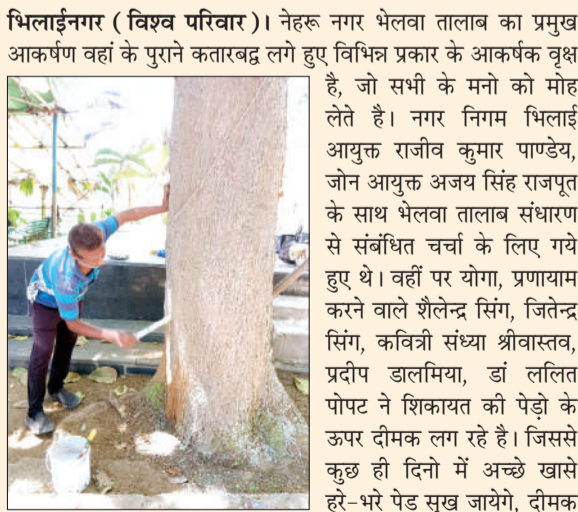 भिलाईनगर ( विश्व परिवार )। नेहरू नगर भेलवा तालाब का प्रमुख
आकर्षण वहां के पुराने कतारबद्ध लगे हुए विभिन्न प्रकार के आकर्षक वृक्ष
है, जो सभी के मनो को मोह
लेते है। नगर निगम भिलाई
आयुक्त राजीव कुमार पाण्डेय,
जोन आयुक्त अजय सिंह राजपूत
के साथ भेलवा तालाब संधारण
से संबंधित चर्चा के लिए गये
हुए थे। वहीं पर योगा, प्रणायाम
करने वाले शैलेन्द्र सिंग, जितेन्द्र
सिंग, कवित्री संध्या श्रीवास्तव,
प्रदीप डालमिया, डां ललित
पोपट ने शिकायत की पेड़ो के
ऊपर दीमक लग रहे है। जिससे
कुछ ही दिनो में अच्छे खासे
हरे-भरे पेड सूख जायेगे, दीमक